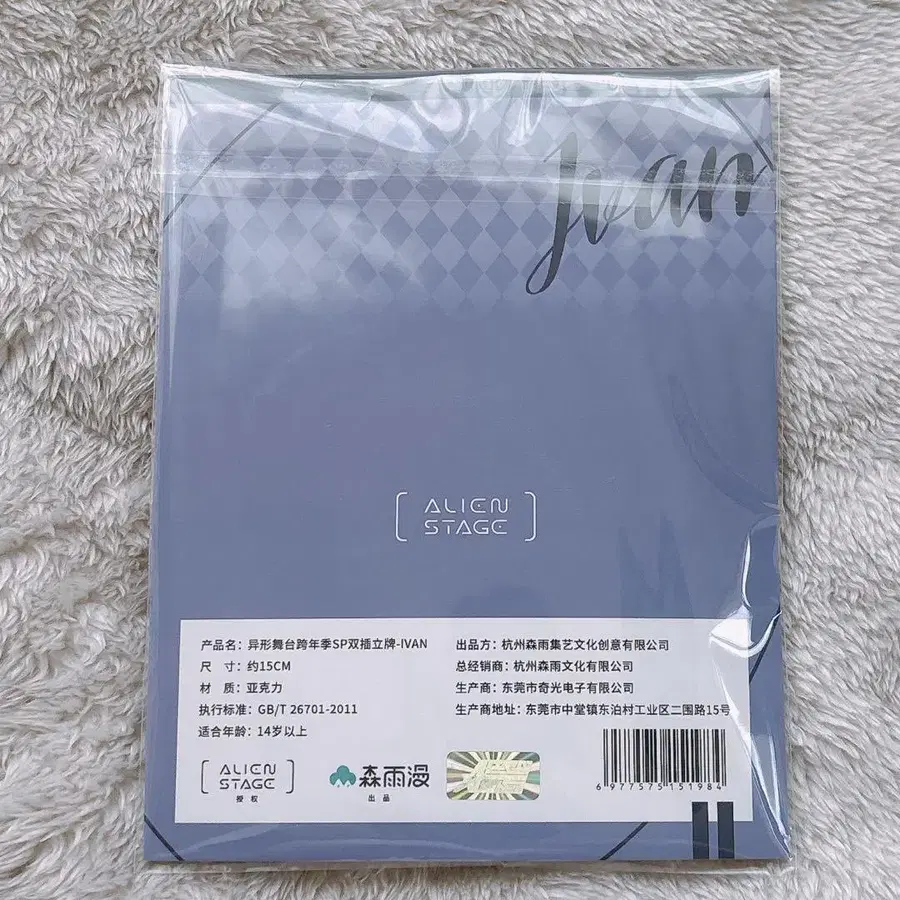 Ivan
[ ALIEN
STAGE ]
产品名：异形舞台跨年季SP双插立牌-IVAN
尺 寸：约15CM
材 质：亚克力
执行标准：GB/T 26701-2011
适合年龄：14岁以上
出品方：杭州森雨集艺文化创意有限公司
总经销商：杭州森雨文化有限公司
生产商：东莞市奇光电子有限公司
生产商地址：东莞市中堂镇东泊村工业区二围路15号
[ ALIEN
STAGE ]
授权
森雨漫
出品
6977575151984